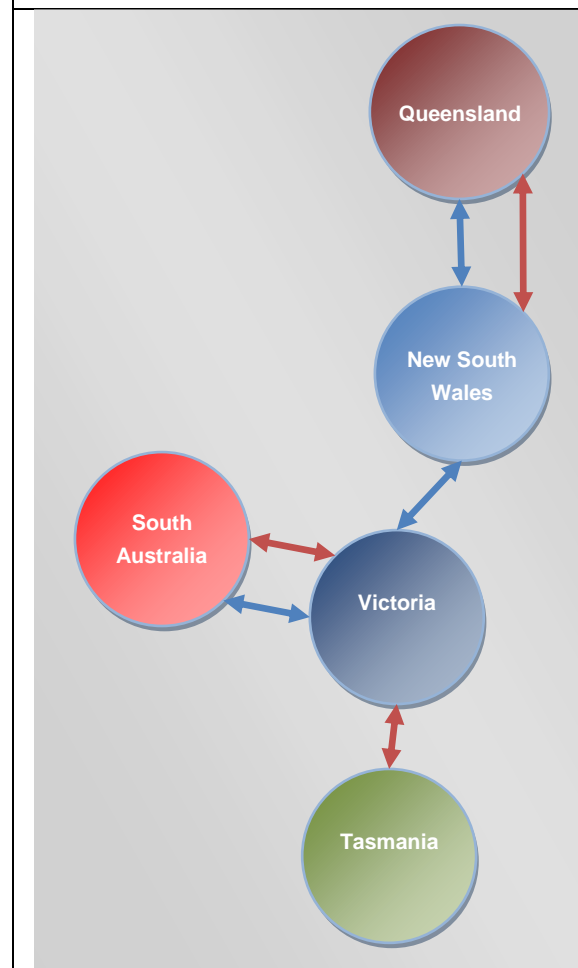 Queensland
New South
Wales
South
Australia
Victoria
Tasmania